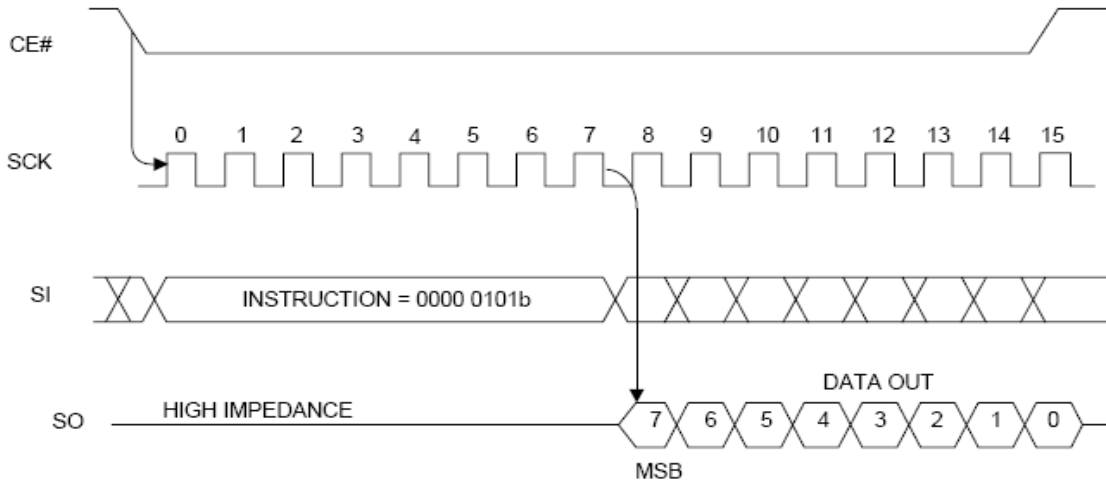 CE#
0 1 2 3 4 5 6 7 8 9 10 11 12 13 14 15
SCK
SI
INSTRUCTION = 0000 0101b
DATA OUT
HIGH IMPEDANCE
SO
7 6 5 4 3 2 1 0
MSB